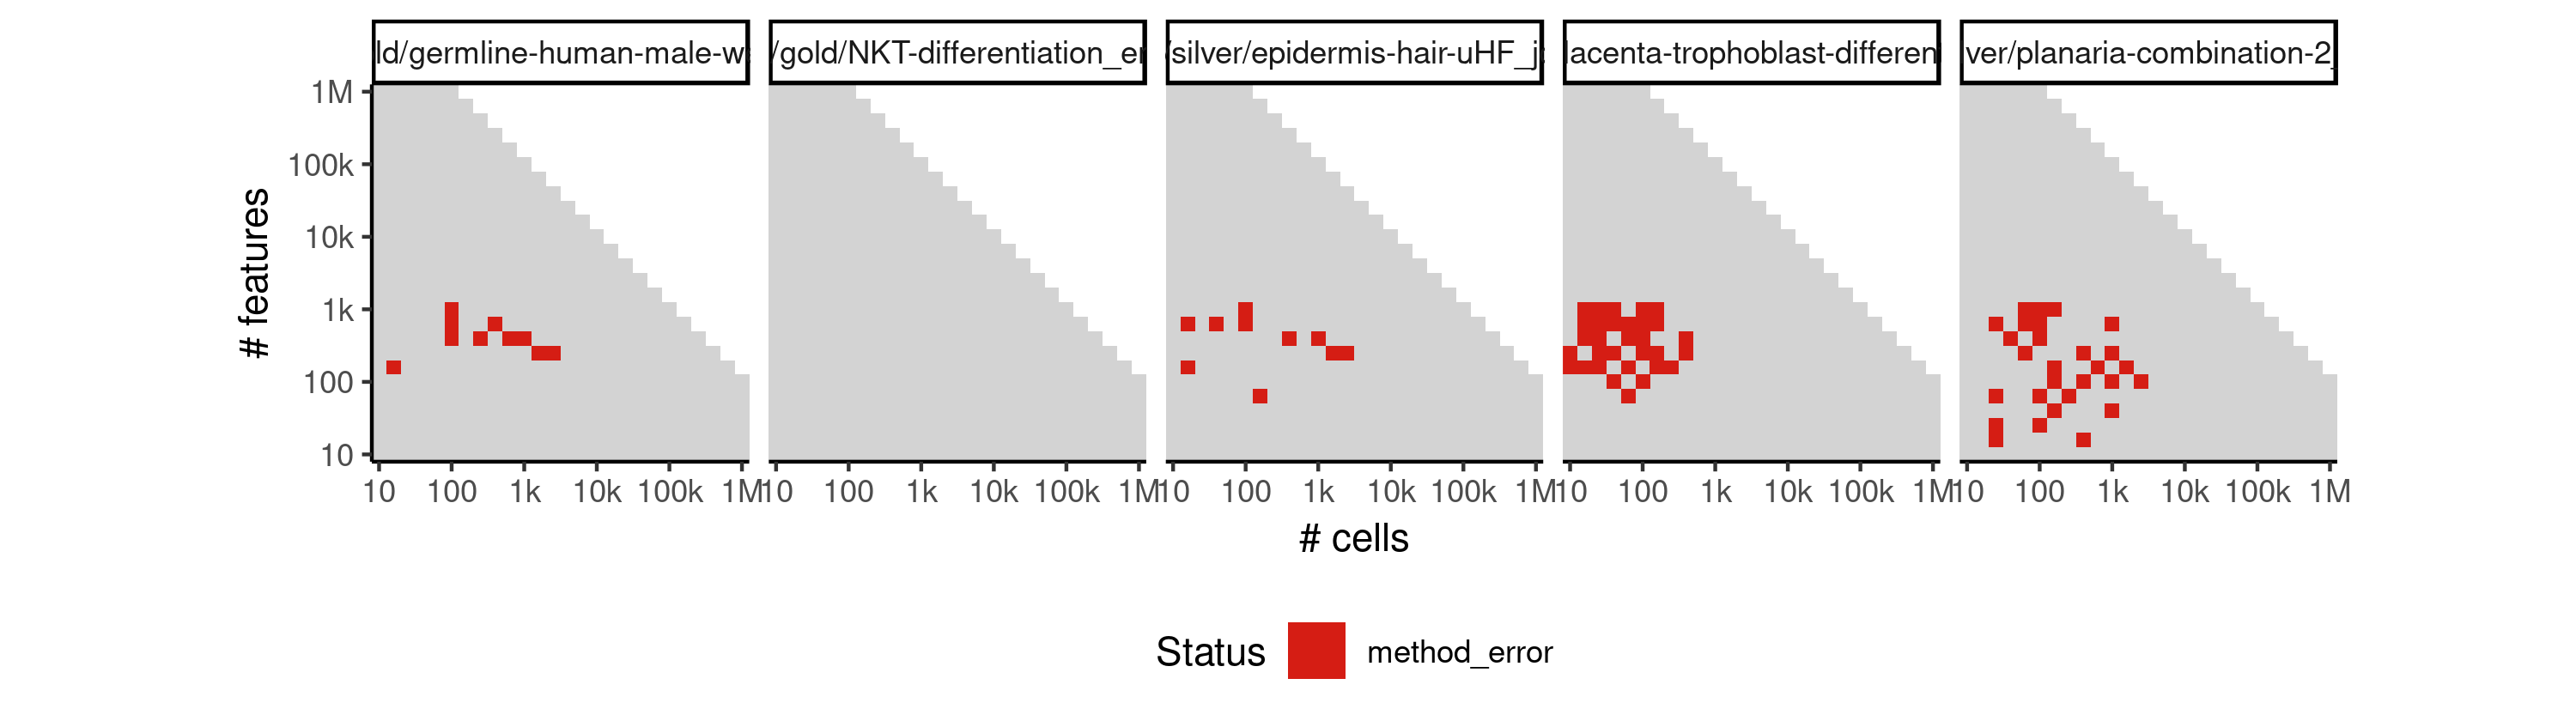 ld/germline-human-male-w
/gold/NKT-differentiation_e
/silver/epidermis-hair-uHF_j
lacenta-trophoblast-differen
ver/planaria-combination-2
1M
100k
10k
1k
100
10
# features
10 100 1k 10k 100k 1M
10 100 1k 10k 100k 1M
10 100 1k 10k 100k 1M
10 100 1k 10k 100k 1M
10 100 1k 10k 100k 1M
# cells
Status
method_error